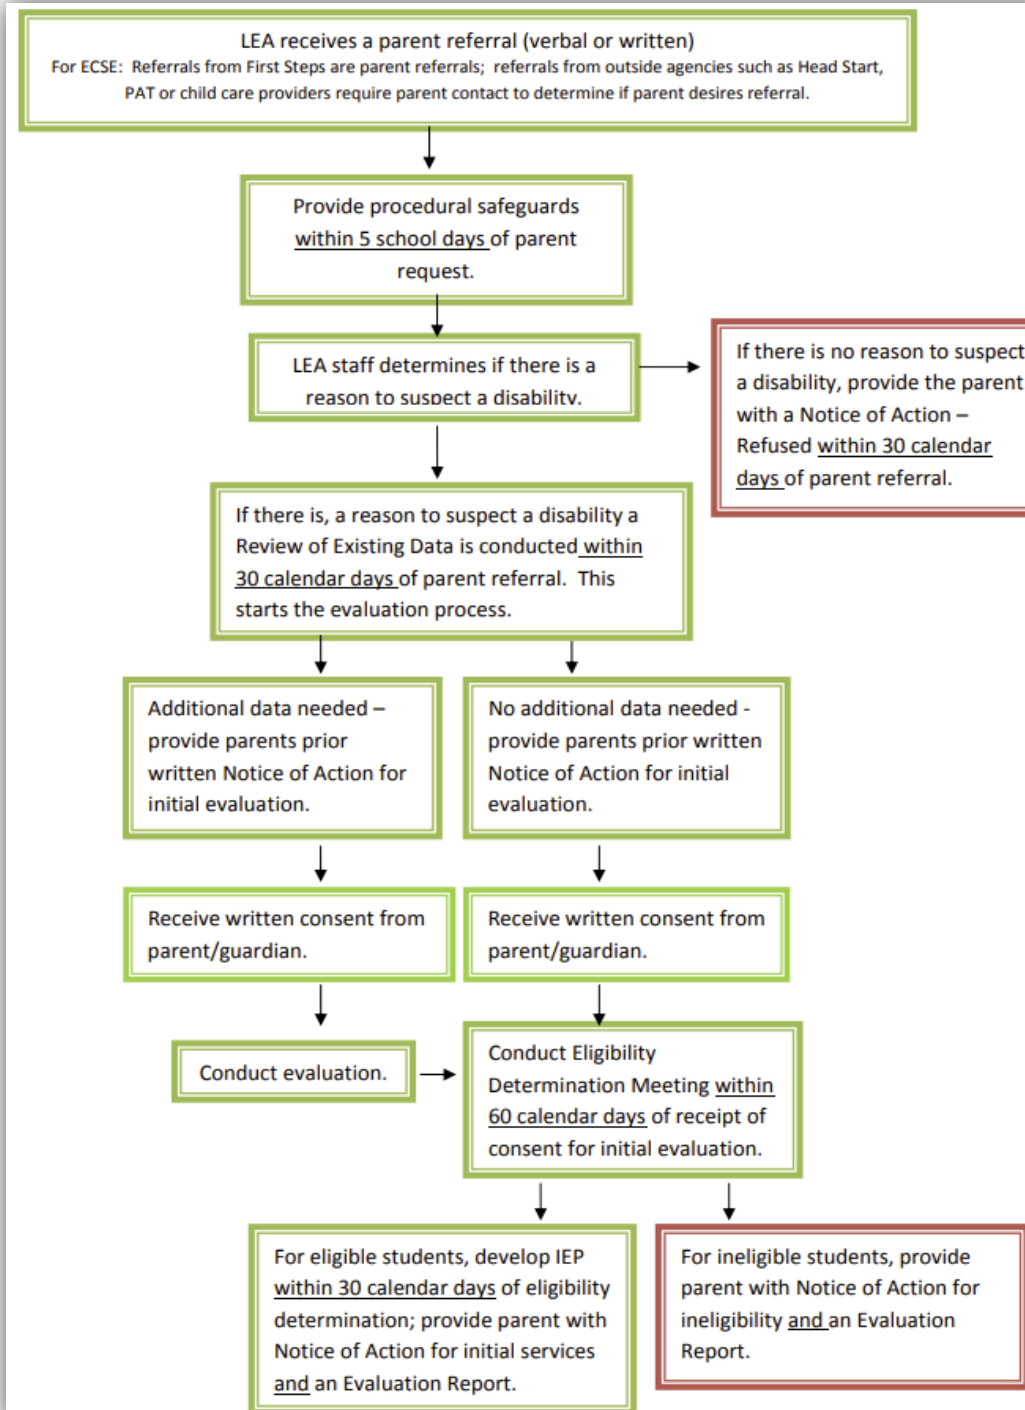 LEA receives a parent referral (verbal or written)
For ECSE: Referrals from First Steps are parent referrals; referrals from outside agencies such as Head Start,
PAT or child care providers require parent contact to determine if parent desires referral.
Provide procedural safeguards
within 5 school days of parent
request.
LEA staff determines if there is a
reason to suspect a disability.
If there is no reason to suspect
a disability, provide the parent
with a Notice of Action –
Refused within 30 calendar
days of parent referral.
If there is, a reason to suspect a disability a
Review of Existing Data is conducted within
30 calendar days of parent referral. This
starts the evaluation process.
Additional data needed –
provide parents prior
written Notice of Action for
initial evaluation.
No additional data needed -
provide parents prior written
Notice of Action for initial
evaluation.
Receive written consent from
parent/guardian.
Receive written consent from
parent/guardian.
Conduct evaluation.
Conduct Eligibility
Determination Meeting within
60 calendar days of receipt of
consent for initial evaluation.
For eligible students, develop IEP
within 30 calendar days of eligibility
determination; provide parent with
Notice of Action for initial services
and an Evaluation Report.
For ineligible students, provide
parent with Notice of Action for
ineligibility and an Evaluation
Report.